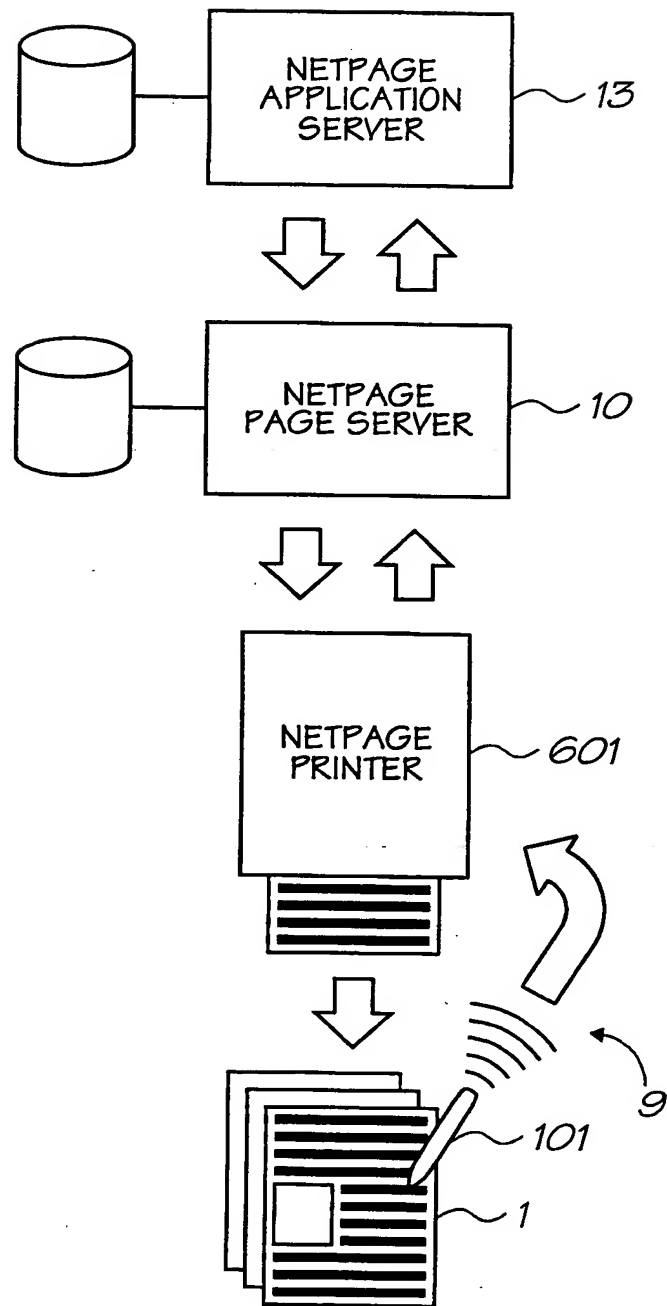 NETPAGE
APPLICATION
SERVER
13
NETPAGE
PAGE SERVER
10
NETPAGE
PRINTER
601
9
101
1